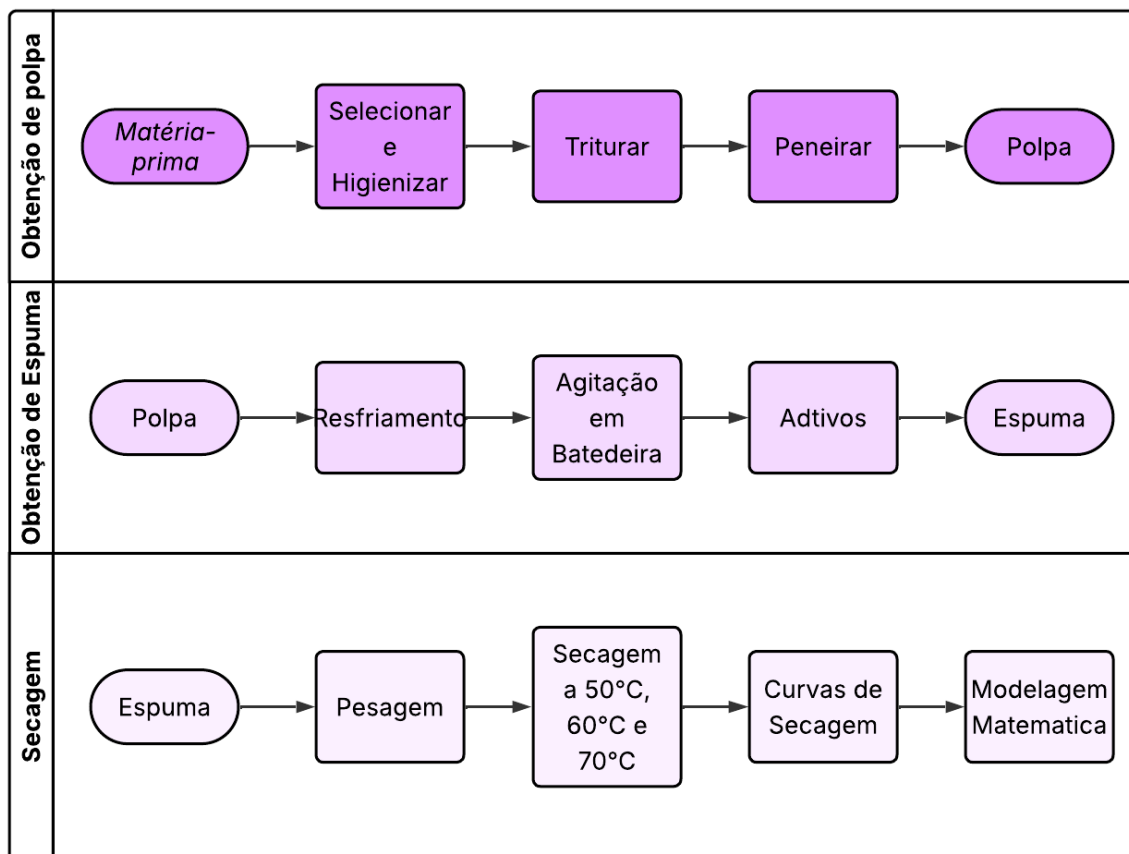 Obtenção de polpa
Matéria-
prima
Selecionar
e
Higienizar
Triturar
Peneirar
Polpa
Obtenção de Espuma
Polpa
Resfriamento
Agitação
em
Batedeira
Adtivos
Espuma
Secagem
Espuma
Pesagem
Secagem
a 50°C,
60°C e
70°C
Curvas de
Secagem
Modelagem
Matematica